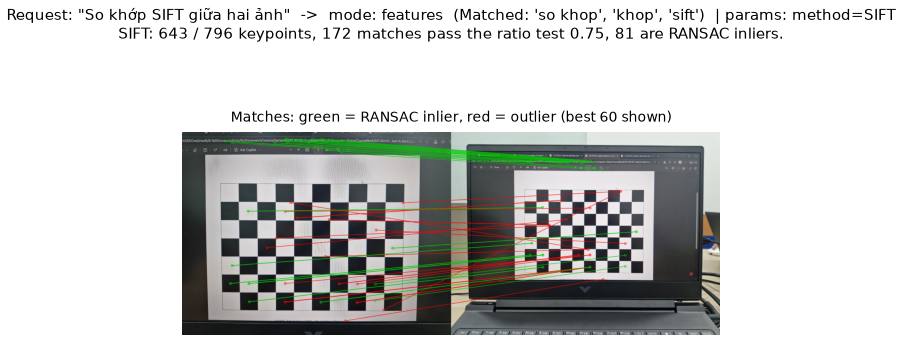 Request: "So khớp SIFT giữa hai ảnh"  ->  mode: features  (Matched: 'so khop', 'khop', 'sift')  | params: method=SIFT
SIFT: 643 / 796 keypoints, 172 matches pass the ratio test 0.75, 81 are RANSAC inliers.
Matches: green = RANSAC inlier, red = outlier (best 60 shown)
Ask Copilot